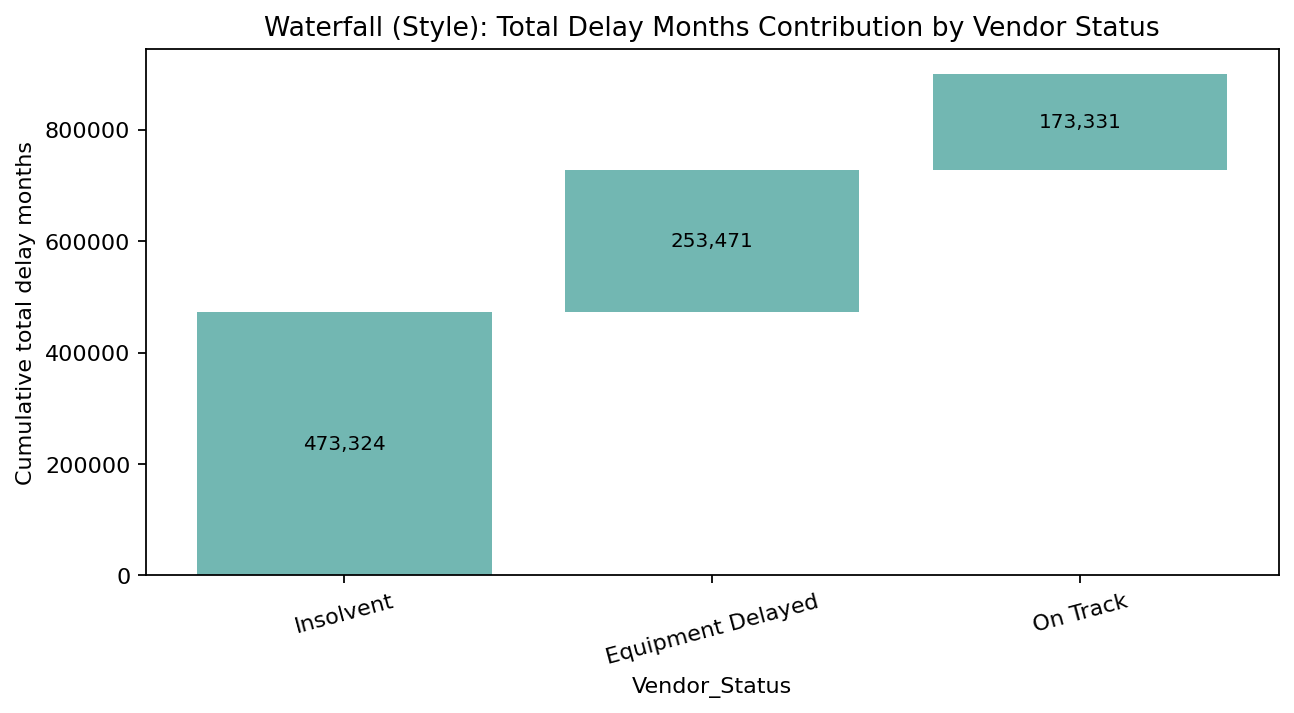 Waterfall (Style): Total Delay Months Contribution by Vendor Status
Cumulative total delay months
800000
600000
400000
200000
0
173,331
253,471
473,324
Insolvent
Equipment Delayed
On Track
Vendor_Status